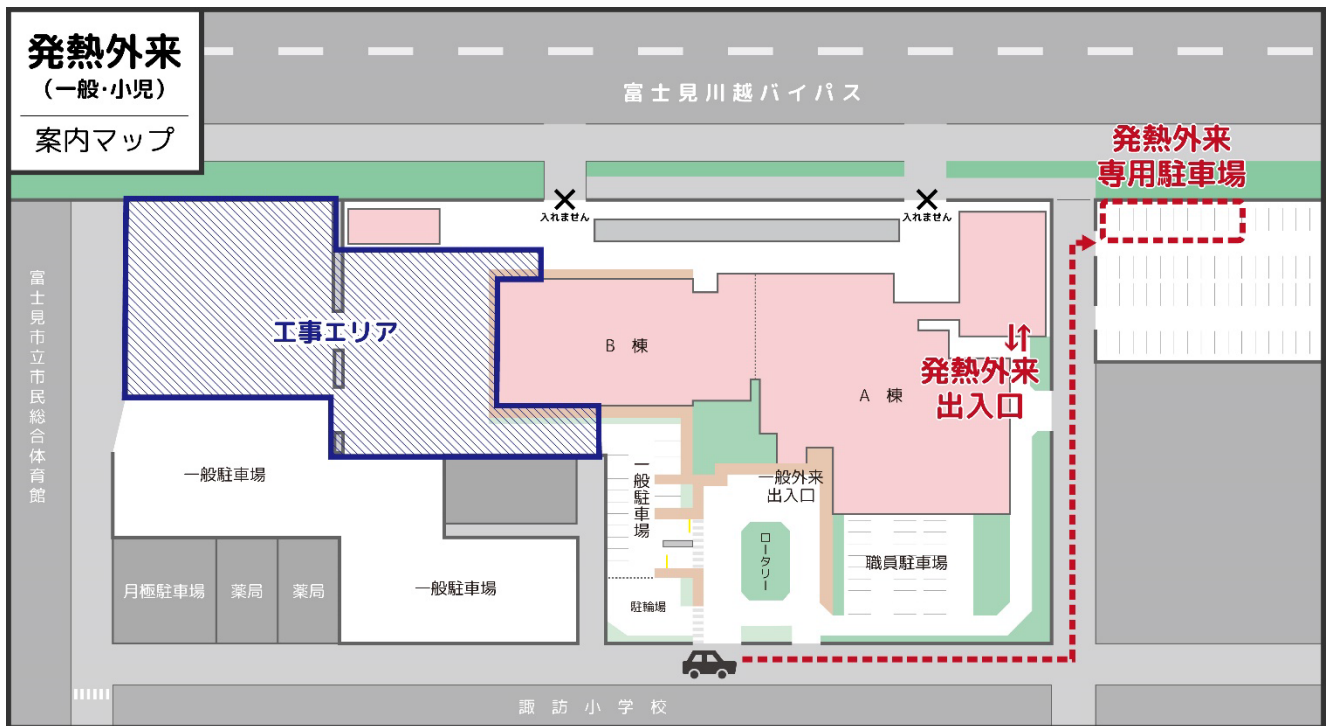 発熱外来
（一般・小児）
案内マップ
富士見川越バイパス
発熱外来
専用駐車場
入れません
入れません
富士見市立市民総合体育館
工事エリア
B 棟
A 棟
発熱外来
出入口
一般駐車場
一般駐車場
一般外来
出入口
ロータリー
職員駐車場
月極駐車場
薬局
薬局
一般駐車場
駐輪場
諏訪小学校